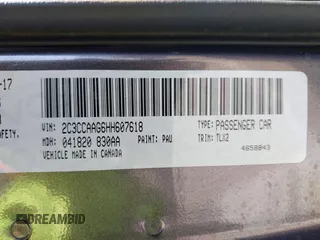 -17
VIN: 2C3CCAAG6HH607618
TYPE: PASSENGER CAR
SAFETY.
MDH: 041820 830AA
PAINT: PAU
TRIM: TLX2
VEHICLE MADE IN CANADA
4658843
DREAMBID